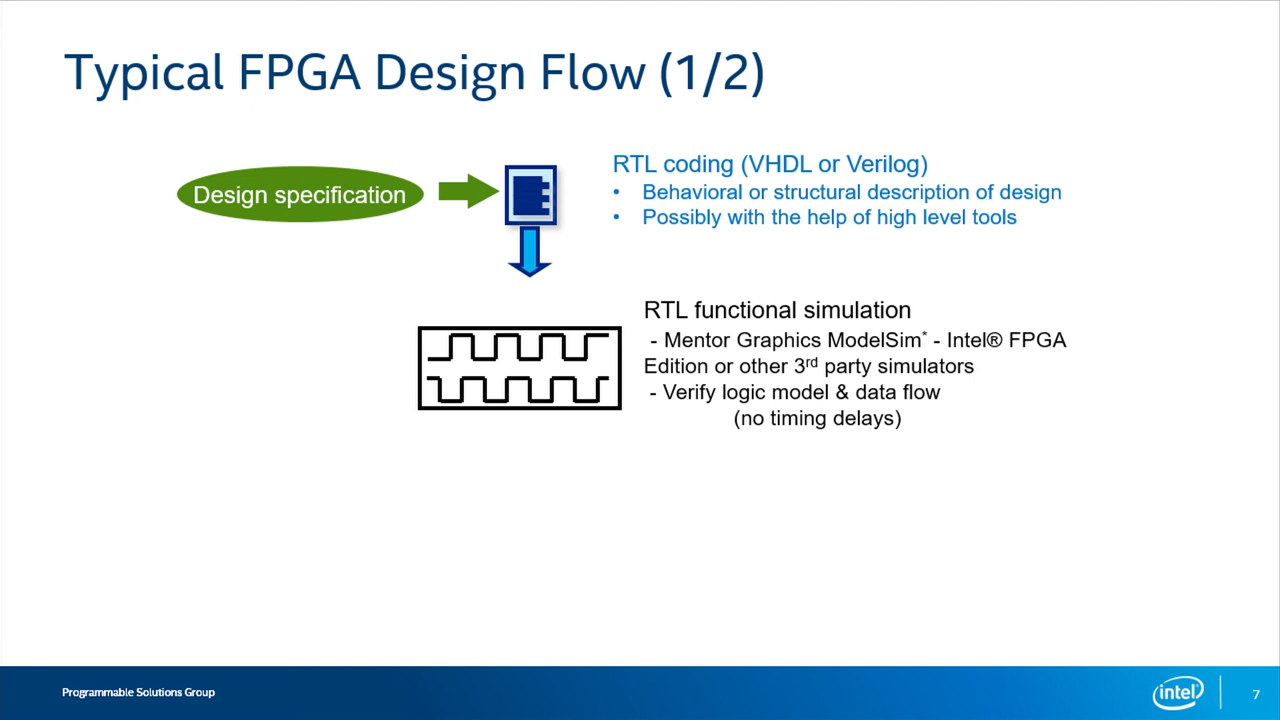 Typical FPGA Design Flow (1/2)
Design specification
RTL coding (VHDL or Verilog)
• Behavioral or structural description of design
• Possibly with the help of high level tools
RTL functional simulation
- Mentor Graphics ModelSim* - Intel® FPGA
Edition or other 3rd party simulators
- Verify logic model & data flow
(no timing delays)
Programmable Solutions Group
intel
7